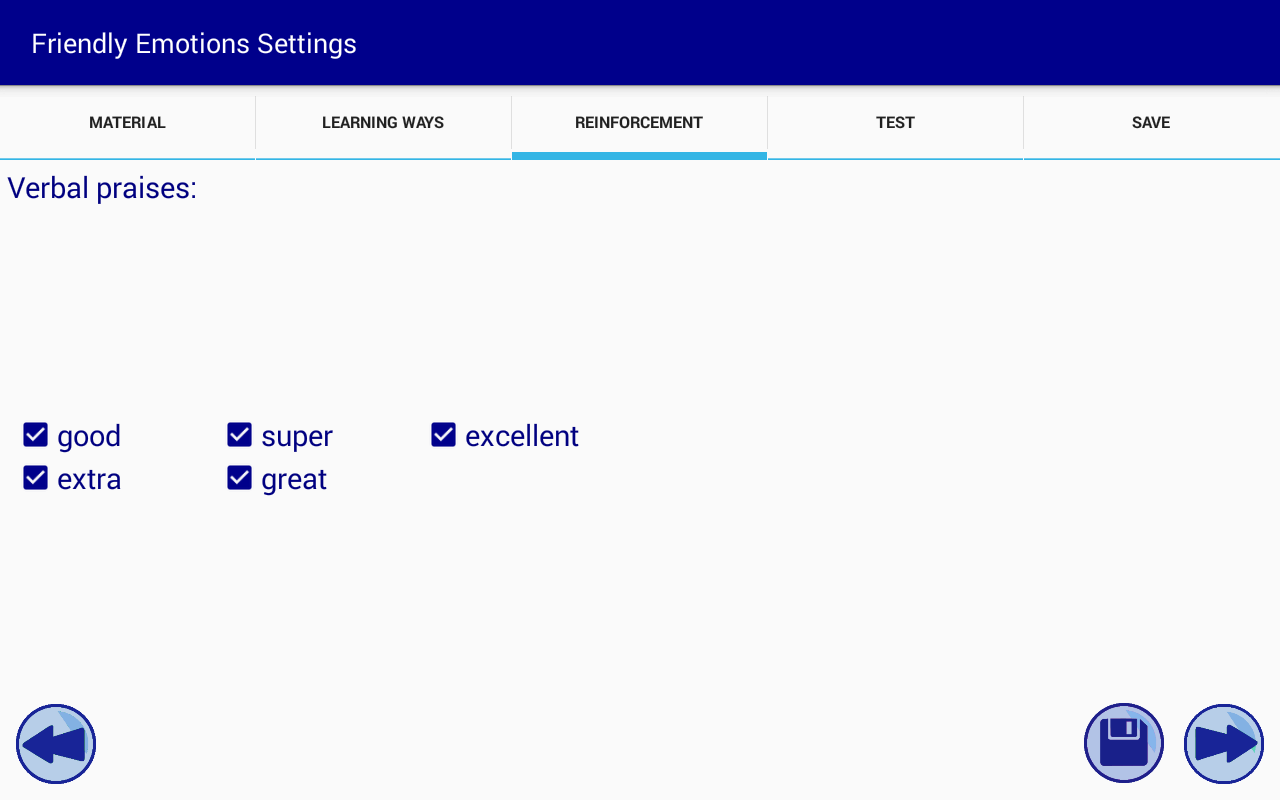 Friendly Emotions Settings
MATERIAL LEARNING WAYS REINFORCEMENT TEST SAVE
Verbal praises:
good super excellent
extra great